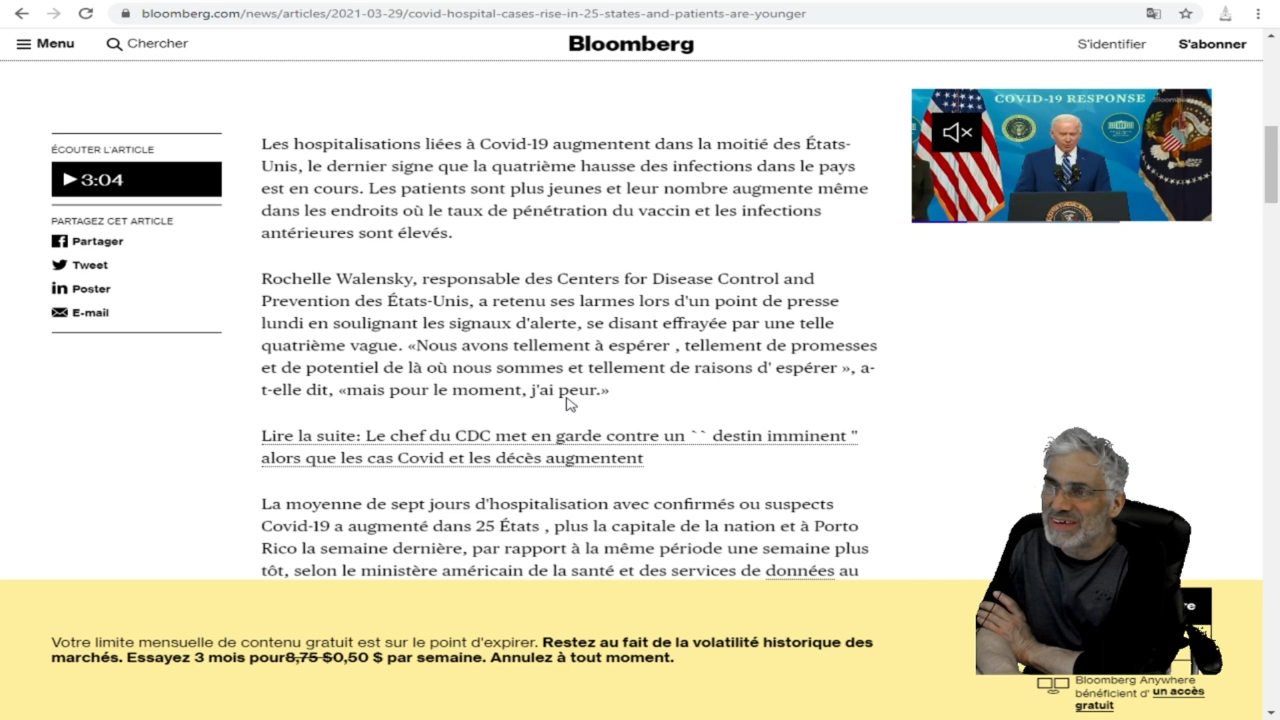 bloomberg.com/news/articles/2021-03-29/covid-hospital-cases-rise-in-25-states-and-patients-are-younger
Menu
Chercher
Bloomberg
S'identifier
S'abonner
ÉCOUTER L'ARTICLE
3:04
PARTAGEZ CET ARTICLE
Partager
Tweet
Poster
E-mail
Les hospitalisations liées à Covid-19 augmentent dans la moitié des États-
Unis, le dernier signe que la quatrième hausse des infections dans le pays
est en cours. Les patients sont plus jeunes et leur nombre augmente même
dans les endroits où le taux de pénétration du vaccin et les infections
antérieures sont élevés.
Rochelle Walensky, responsable des Centers for Disease Control and
Prevention des États-Unis, a retenu ses larmes lors d'un point de presse
lundi en soulignant les signaux d'alerte, se disant effrayée par une telle
quatrième vague. «Nous avons tellement à espérer , tellement de promesses
et de potentiel de là où nous sommes et tellement de raisons d' espérer », a-
t-elle dit, «mais pour le moment, j'ai peur.»
Lire la suite: Le chef du CDC met en garde contre un `` destin imminent "
alors que les cas Covid et les décès augmentent
La moyenne de sept jours d'hospitalisation avec confirmés ou suspects
Covid-19 a augmenté dans 25 États , plus la capitale de la nation et à Porto
Rico la semaine dernière, par rapport à la même période une semaine plus
tôt, selon le ministère américain de la santé et des services de données au
COVID-19 RESPONSE
Bloomberg
Votre limite mensuelle de contenu gratuit est sur le point d'expirer. Restez au fait de la volatilité historique des
marchés. Essayez 3 mois pour8,75 $0,50 $ par semaine. Annulez à tout moment.
re
Bloomberg Anywhere
bénéficient d' un accès
gratuit